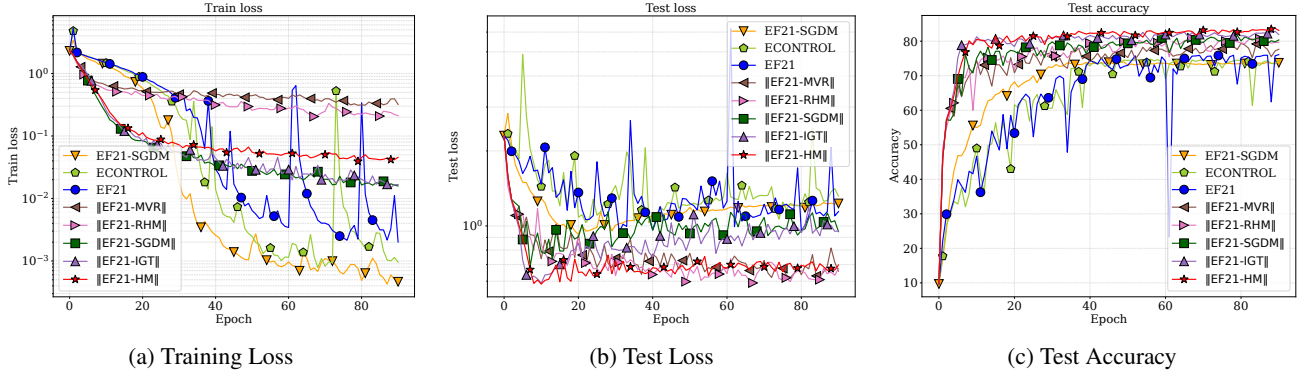 Train loss
Train loss
10⁰
10⁻¹
10⁻²
10⁻³
EF21-SGDM
ECONTROL
EF21
‖EF21-MVR‖
‖EF21-RHM‖
‖EF21-SGDM‖
‖EF21-IGT‖
‖EF21-HM‖
0 20 40 60 80
Epoch
(a) Training Loss
Test loss
Test loss
10⁰
EF21-SGDM
ECONTROL
EF21
‖EF21-MVR‖
‖EF21-RHM‖
‖EF21-SGDM‖
‖EF21-IGT‖
‖EF21-HM‖
0 20 40 60 80
Epoch
(b) Test Loss
Test accuracy
Accuracy
80
70
60
50
40
30
20
10
EF21-SGDM
ECONTROL
EF21
‖EF21-MVR‖
‖EF21-RHM‖
‖EF21-SGDM‖
‖EF21-IGT‖
‖EF21-HM‖
0 20 40 60 80
Epoch
(c) Test Accuracy